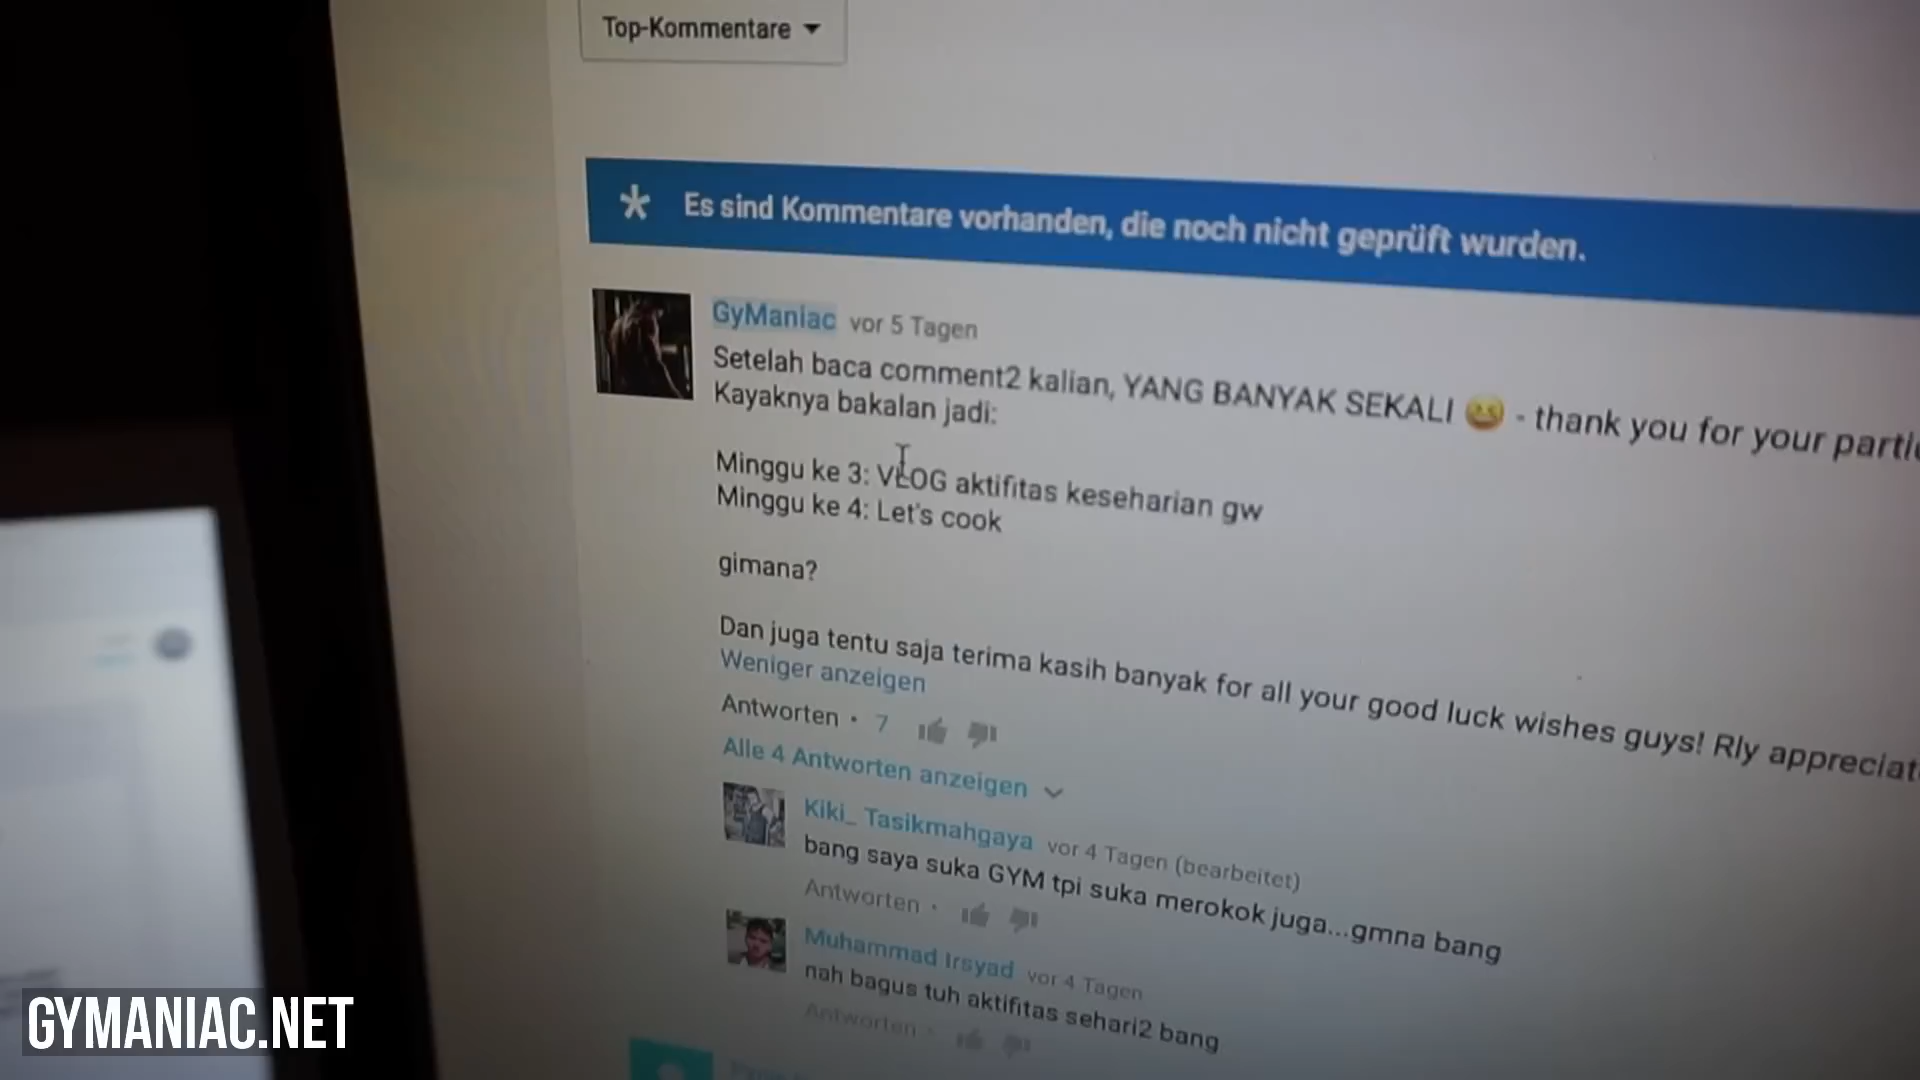 Top-Kommentare
* Es sind Kommentare vorhanden, die noch nicht geprüft wurden.
GyManiac vor 5 Tagen
Setelah baca comment2 kalian, YANG BANYAK SEKALI 😆 - thank you for your
Kayaknya bakalan jadi:
Minggu ke 3: VLOG aktifitas keseharian gw
Minggu ke 4: Let's cook
gimana?
Dan juga tentu saja terima kasih banyak for all your good luck wishes guys! Rly
Weniger anzeigen
Antworten • 7
Alle 4 Antworten anzeigen
Kiki_ Tasikmahgaya vor 4 Tagen (bearbeitet)
bang saya suka GYM tpi suka merokok juga...gmna bang
Antworten •
Muhammad Irsyad vor 4 Tagen
nah bagus tuh aktifitas sehari2 bang
Antworten •
GYMANIAC.NET